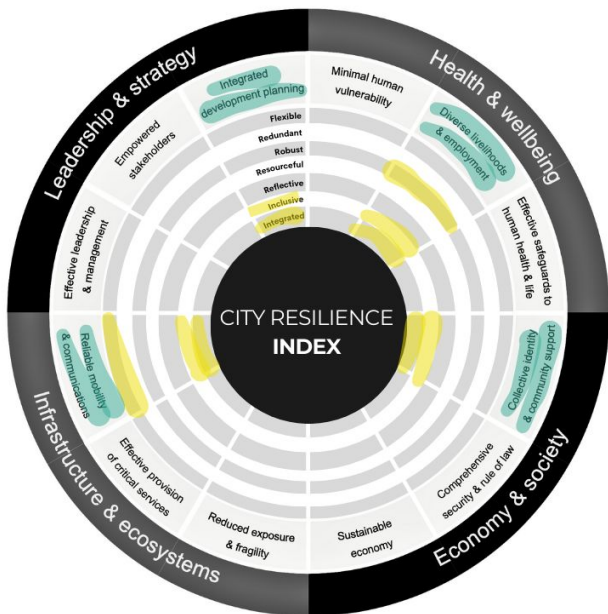 Leadership & strategy
Health & wellbeing
Economy & society
Infrastructure & ecosystems
Integrated
development planning
Minimal human
vulnerability
Diverse livelihoods
& employment
Effective safeguards to
human health & life
Collective identity
& community support
Comprehensive
security & rule of law
Sustainable
economy
Reduced exposure
& fragility
Effective provision
of critical services
Reliable mobility
& communications
Effective leadership
& management
Empowered
stakeholders
Flexible
Redundant
Robust
Resourceful
Reflective
Inclusive
Integrated
CITY RESILIENCE
INDEX